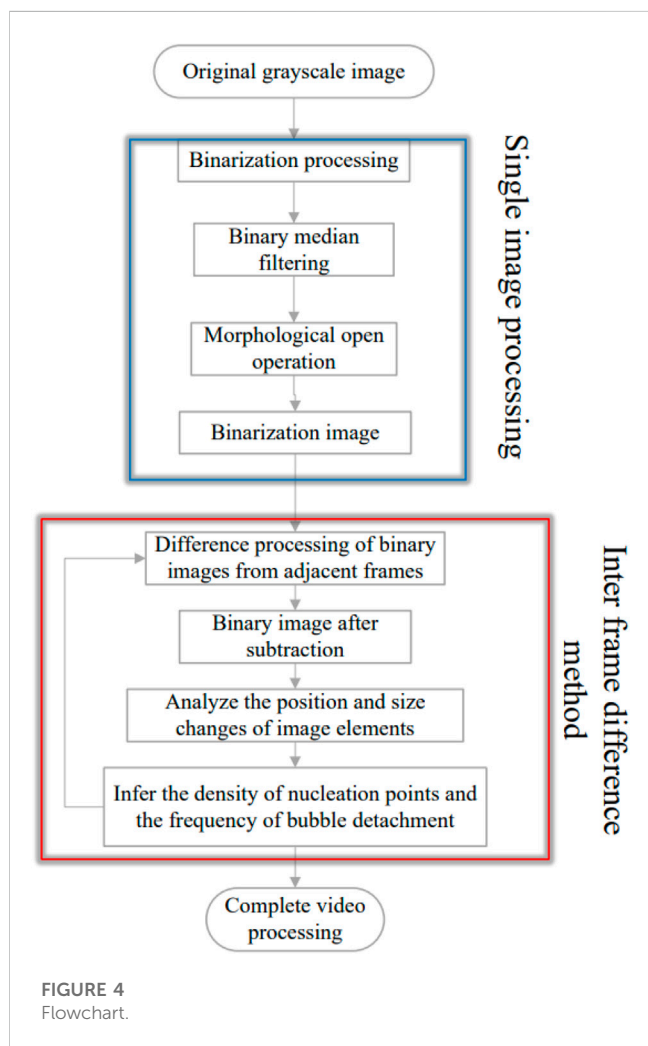 Original grayscale image
Single image processing
Binarization processing
Binary median
filtering
Morphological open
operation
Binarization image
Inter frame difference
method
Difference processing of binary
images from adjacent frames
Binary image after
subtraction
Analyze the position and size
changes of image elements
Infer the density of nucleation points and
the frequency of bubble detachment
Complete video
processing
FIGURE 4
Flowchart.